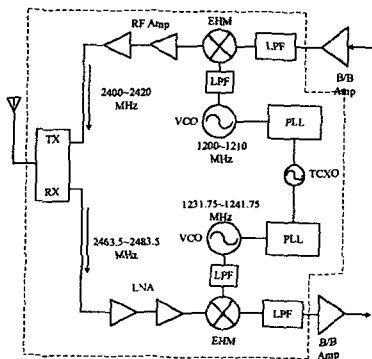 RF Amp
EHM
LPF
B/B
Amp
LPF
2400~2420
MHz
VCO
PLL
1200~1210
MHz
TX
RX
TCXO
1231.75~1241.75
MHz
2463.5~2483.5
MHz
VCO
PLL
LPF
LNA
LPF
EHM
B/B
Amp